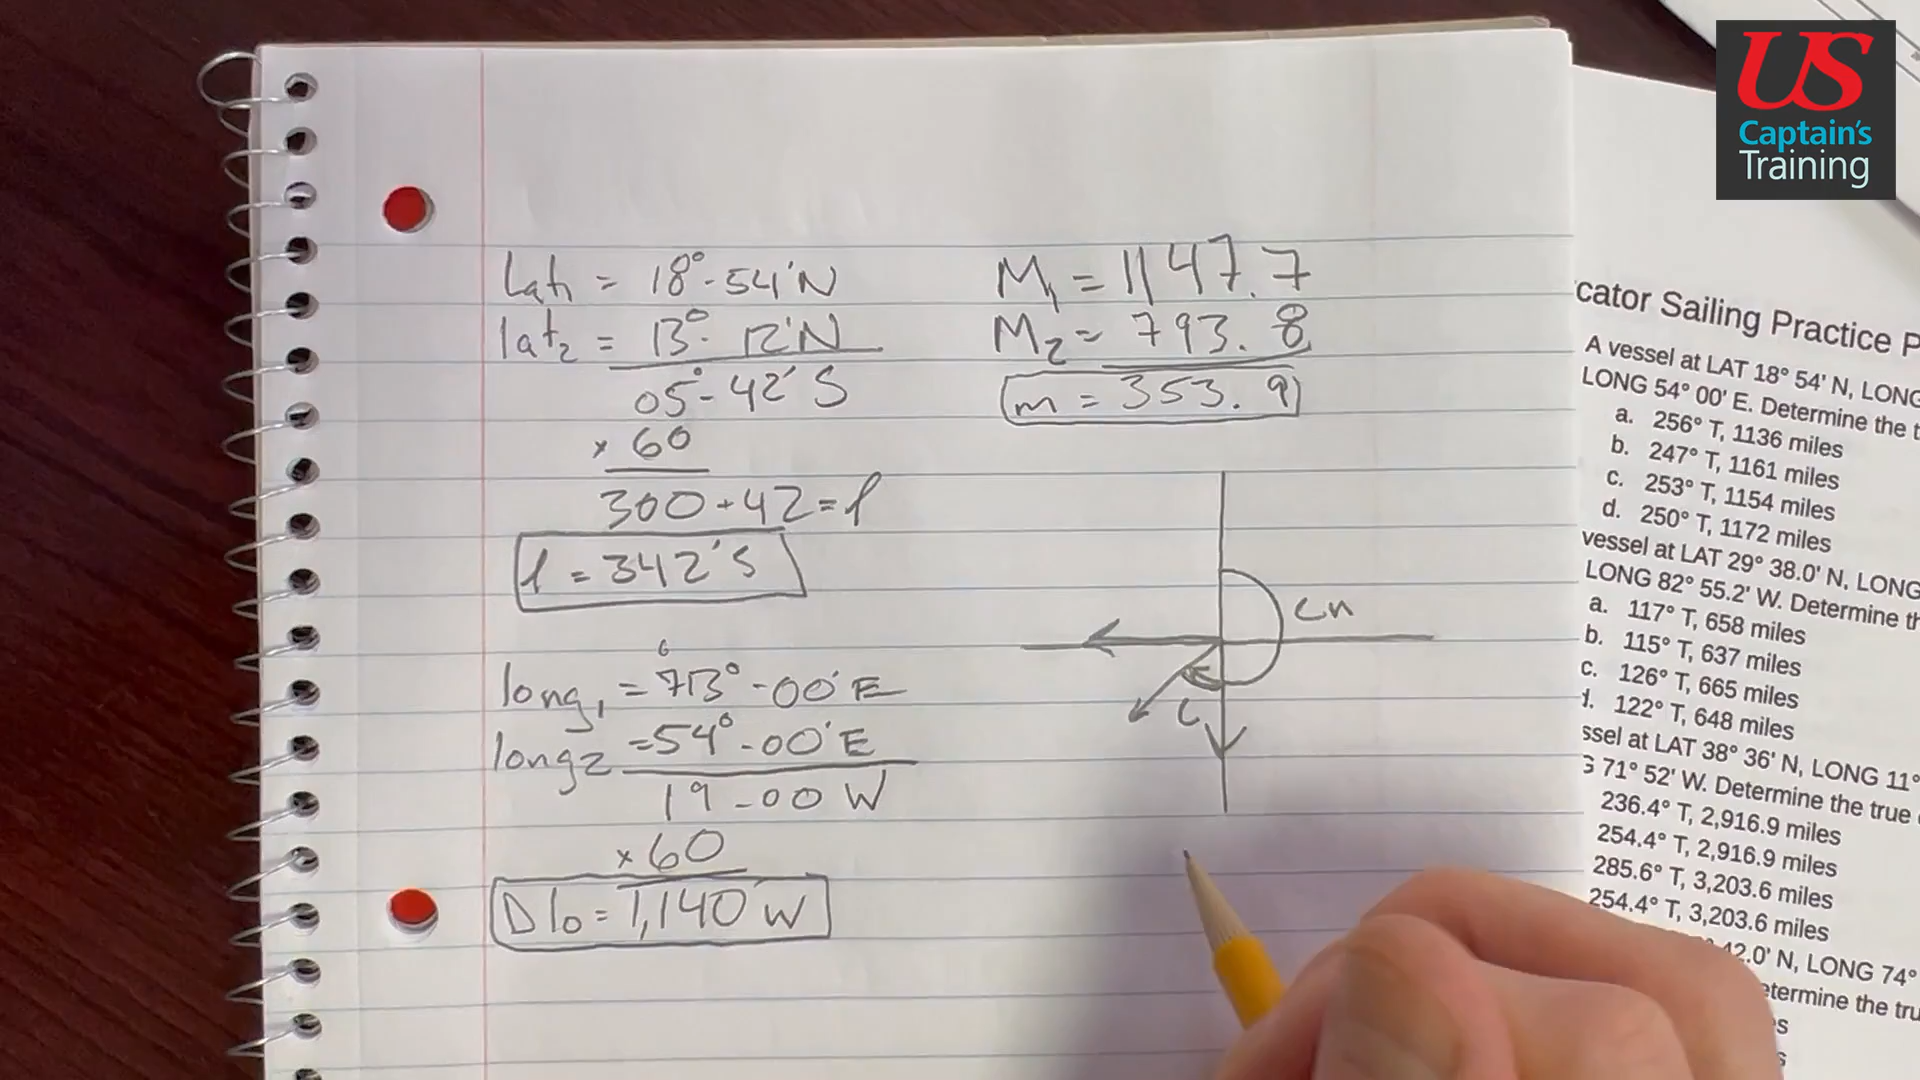 US
Captain's
Training
Lat1 = 18°-54'N
lat2 = 13°- 12'N
05°-42'S
x 60
300+42=l
l = 342'S
long1 = 73°-00'E
long2 =54°-00'E
19-00 W
x 60
Dlo = 1,140'W
M1 = 1147.7
M2 = 793.8
m = 353.9
Cn
C
cator Sailing Practice P
A vessel at LAT 18° 54' N, LONG
LONG 54° 00' E. Determine the t
a. 256° T, 1136 miles
b. 247° T, 1161 miles
c. 253° T, 1154 miles
d. 250° T, 1172 miles
vessel at LAT 29° 38.0' N, LONG
LONG 82° 55.2' W. Determine th
a. 117° T, 658 miles
b. 115° T, 637 miles
c. 126° T, 665 miles
d. 122° T, 648 miles
ssel at LAT 38° 36' N, LONG 11°
G 71° 52' W. Determine the true
236.4° T, 2,916.9 miles
254.4° T, 2,916.9 miles
285.6° T, 3,203.6 miles
254.4° T, 3,203.6 miles
42.0' N, LONG 74°
etermine the tru